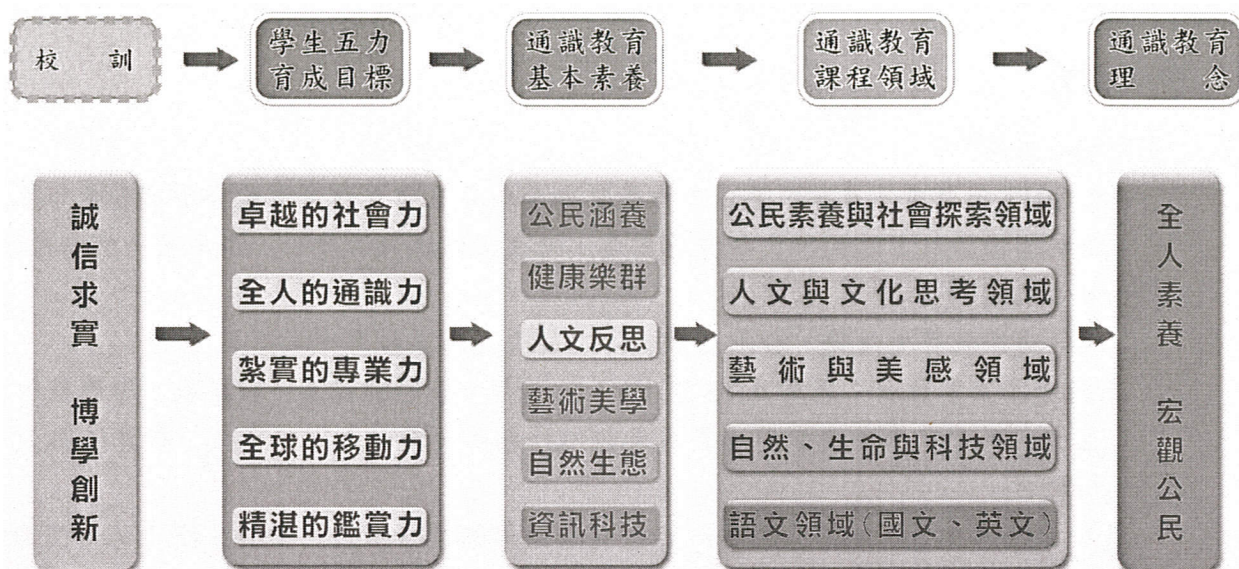 校 訓
學生五力
育成目標
通識教育
基本素養
通識教育
課程領域
通識教育
理 念
誠信求實 博學創新
卓越的社會力
全人的通識力
紮實的專業力
全球的移動力
精湛的鑑賞力
公民涵養
健康樂群
人文反思
藝術美學
自然生態
資訊科技
公民素養與社會探索領域
人文與文化思考領域
藝術與美感領域
自然、生命與科技領域
語文領域(國文、英文)
全人素養 宏觀公民